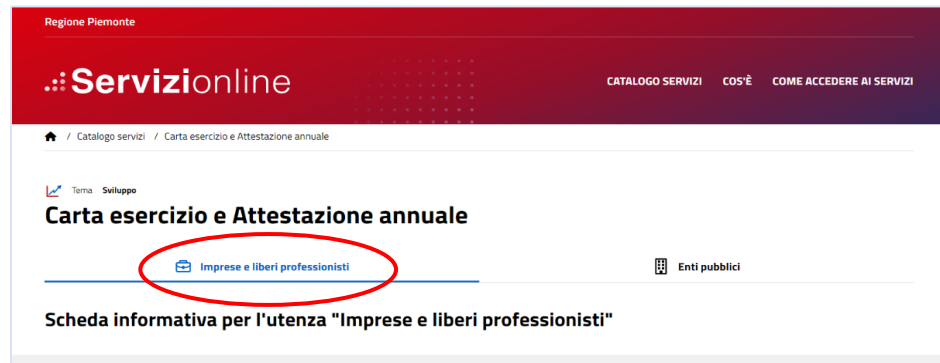 Regione Piemonte
Servizionline
CATALOGO SERVIZI COS'È COME ACCEDERE AI SERVIZI
/ Catalogo servizi / Carta esercizio e Attestazione annuale
Tema Sviluppo
Carta esercizio e Attestazione annuale
Imprese e liberi professionisti Enti pubblici
Scheda informativa per l'utenza "Imprese e liberi professionisti"